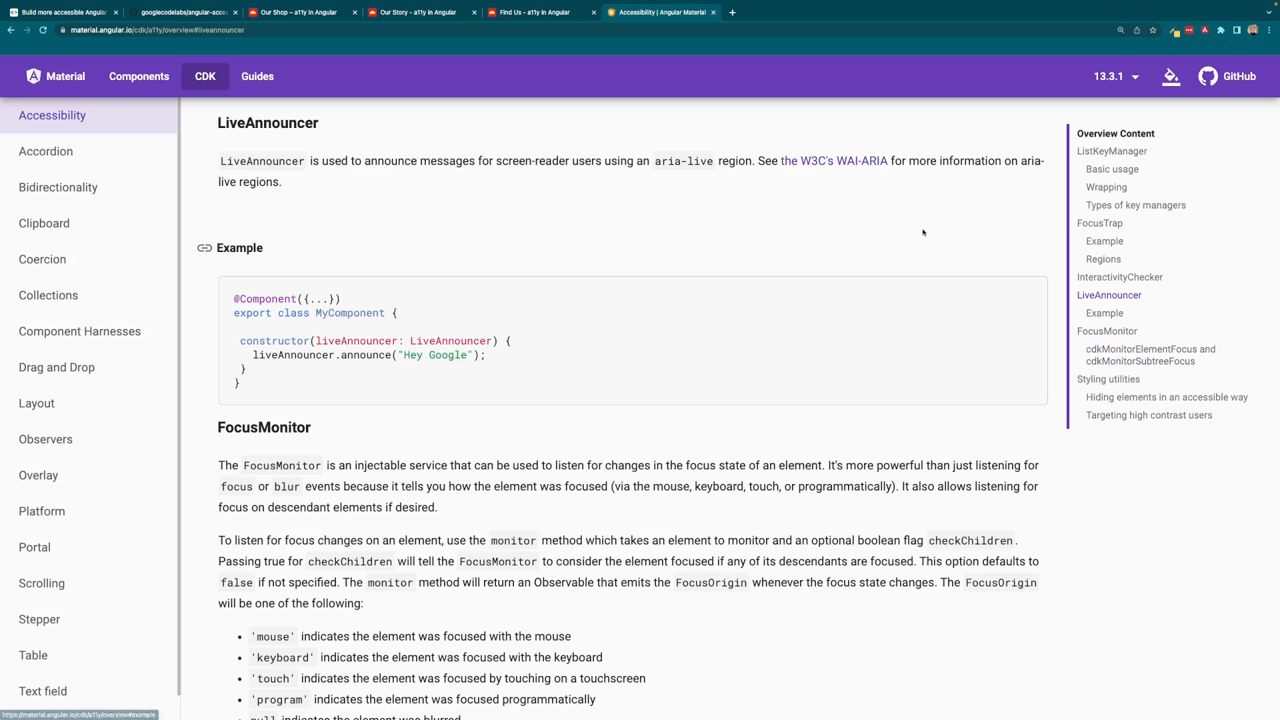 Build more accessible Angular
googlecodelabs/angular-acce
Our Shop – a11y in Angular
Our Story - a11y in Angular
Find Us - a11y in Angular
Accessibility | Angular Material
material.angular.io/cdk/a11y/overview#liveannouncer
Material
Components
CDK
Guides
13.3.1
GitHub
Accessibility
Accordion
Bidirectionality
Clipboard
Coercion
Collections
Component Harnesses
Drag and Drop
Layout
Observers
Overlay
Platform
Portal
Scrolling
Stepper
Table
Text field
LiveAnnouncer
LiveAnnouncer is used to announce messages for screen-reader users using an aria-live region. See the W3C's WAI-ARIA for more information on aria-
live regions.
Example
@Component({...})
export class MyComponent {
constructor(liveAnnouncer: LiveAnnouncer) {
liveAnnouncer.announce("Hey Google");
}
}
FocusMonitor
The FocusMonitor is an injectable service that can be used to listen for changes in the focus state of an element. It's more powerful than just listening for
focus or blur events because it tells you how the element was focused (via the mouse, keyboard, touch, or programmatically). It also allows listening for
focus on descendant elements if desired.
To listen for focus changes on an element, use the monitor method which takes an element to monitor and an optional boolean flag checkChildren.
Passing true for checkChildren will tell the FocusMonitor to consider the element focused if any of its descendants are focused. This option defaults to
false if not specified. The monitor method will return an Observable that emits the FocusOrigin whenever the focus state changes. The FocusOrigin
will be one of the following:
• 'mouse' indicates the element was focused with the mouse
• 'keyboard' indicates the element was focused with the keyboard
• 'touch' indicates the element was focused by touching on a touchscreen
• 'program' indicates the element was focused programmatically
• null indicates the element was blurred
Overview Content
ListKeyManager
Basic usage
Wrapping
Types of key managers
FocusTrap
Example
Regions
InteractivityChecker
LiveAnnouncer
Example
FocusMonitor
cdkMonitorElementFocus and
cdkMonitorSubtreeFocus
Styling utilities
Hiding elements in an accessible way
Targeting high contrast users
https://material.angular.io/cdk/a11y/overview#example